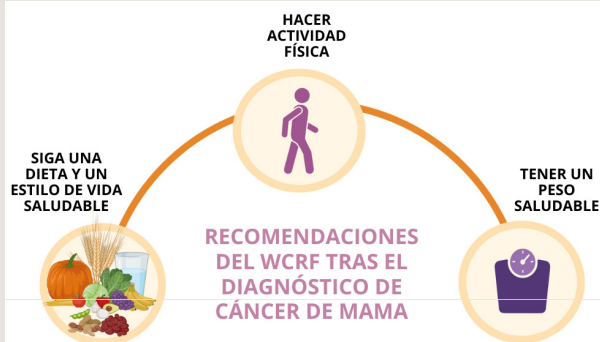 HACER
ACTIVIDAD
FÍSICA
SIGA UNA
DIETA Y UN
ESTILO DE VIDA
SALUDABLE
TENER UN
PESO
SALUDABLE
RECOMENDACIONES
DEL WCRF TRAS EL
DIAGNÓSTICO DE
CÁNCER DE MAMA